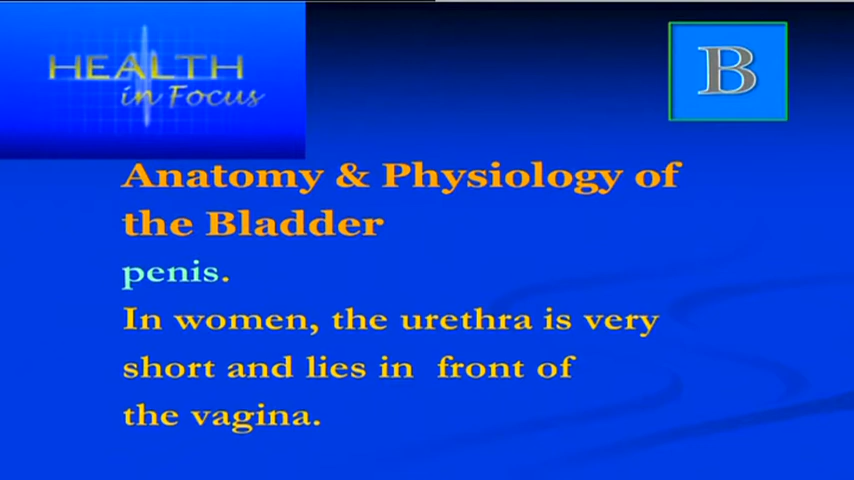 HEALTH
in Focus
B
Anatomy & Physiology of
the Bladder
penis.
In women, the urethra is very
short and lies in front of
the vagina.